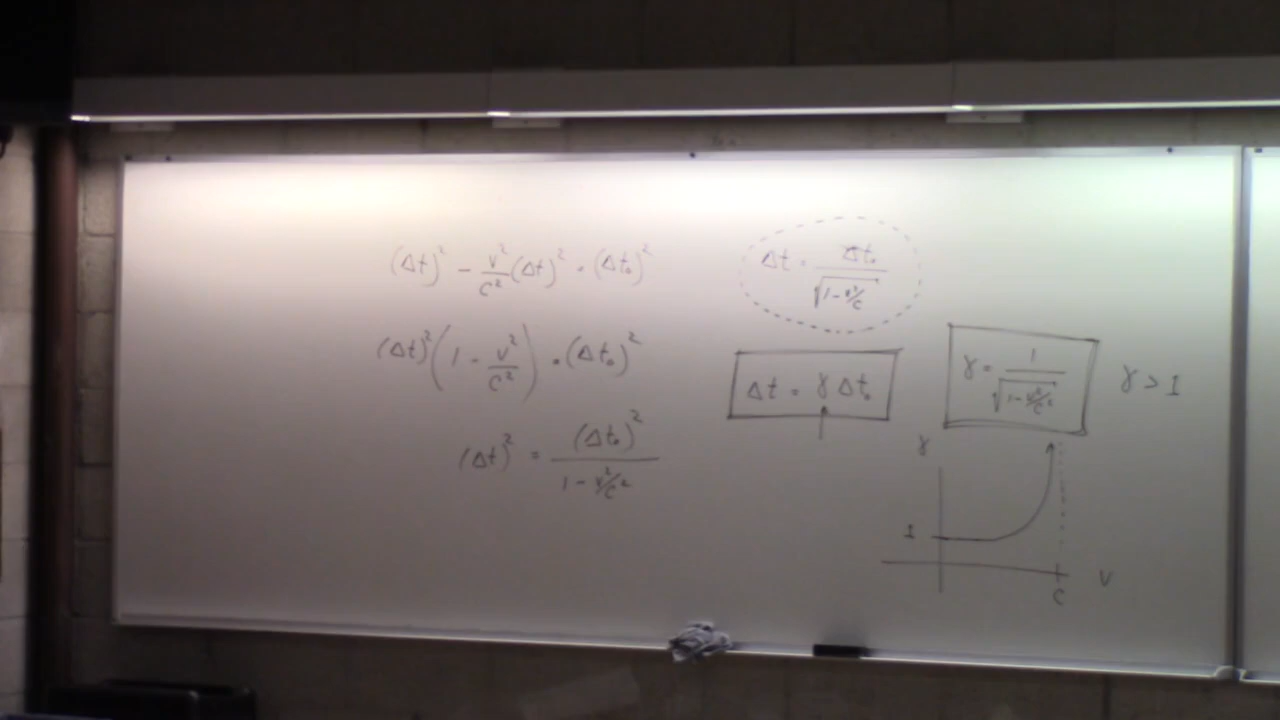 (Δt)² - v²/c² (Δt)² = (Δt₀)²
(Δt)² (1 - v²/c²) = (Δt₀)²
(Δt)² = (Δt₀)² / (1 - v²/c²)
Δt = Δt₀ / √(1 - v²/c²)
Δt = γ Δt₀
γ = 1 / √(1 - v²/c²)
γ > 1
γ
1
c
v